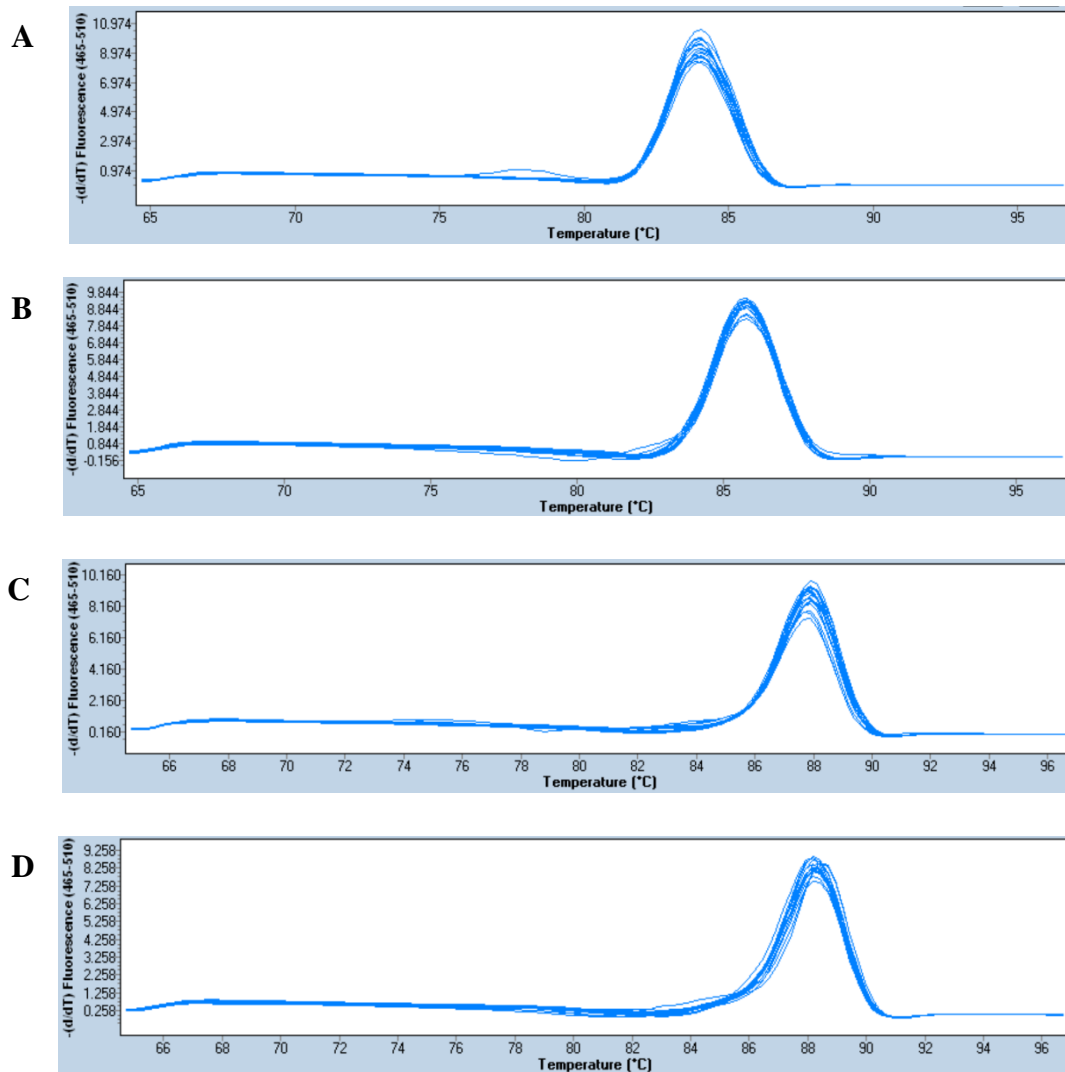 A
-(d/dT) Fluorescence (465-510)
10.974
8.974
6.974
4.974
2.974
0.974
65 70 75 80 85 90 95
Temperature (°C)
B
-(d/dT) Fluorescence (465-510)
9.844
8.844
7.844
6.844
5.844
4.844
3.844
2.844
1.844
0.844
-0.156
65 70 75 80 85 90 95
Temperature (°C)
C
-(d/dT) Fluorescence (465-510)
10.160
8.160
6.160
4.160
2.160
0.160
66 68 70 72 74 76 78 80 82 84 86 88 90 92 94 96
Temperature (°C)
D
-(d/dT) Fluorescence (465-510)
9.258
8.258
7.258
6.258
5.258
4.258
3.258
2.258
1.258
0.258
66 68 70 72 74 76 78 80 82 84 86 88 90 92 94 96
Temperature (°C)